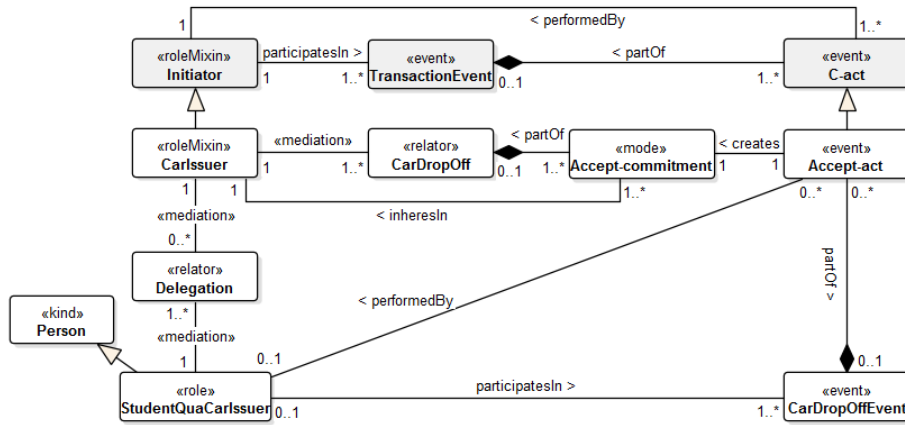 < performedBy
1
1..*
«roleMixin»
Initiator
participatesIn >
1
1..*
«event»
TransactionEvent
< partOf
0..1
1..*
«event»
C-act
«roleMixin»
CarIssuer
«mediation»
1
1..*
«relator»
CarDropOff
< partOf
0..1
1..*
«mode»
Accept-commitment
< creates
1
1
«event»
Accept-act
1
1
1..*
0..*
0..*
< inheresIn
«mediation»
0..*
«relator»
Delegation
partOf >
1..*
< performedBy
«kind»
Person
«mediation»
1
0..1
0..1
«role»
StudentQuaCarIssuer
participatesIn >
0..1
1..*
«event»
CarDropOffEvent